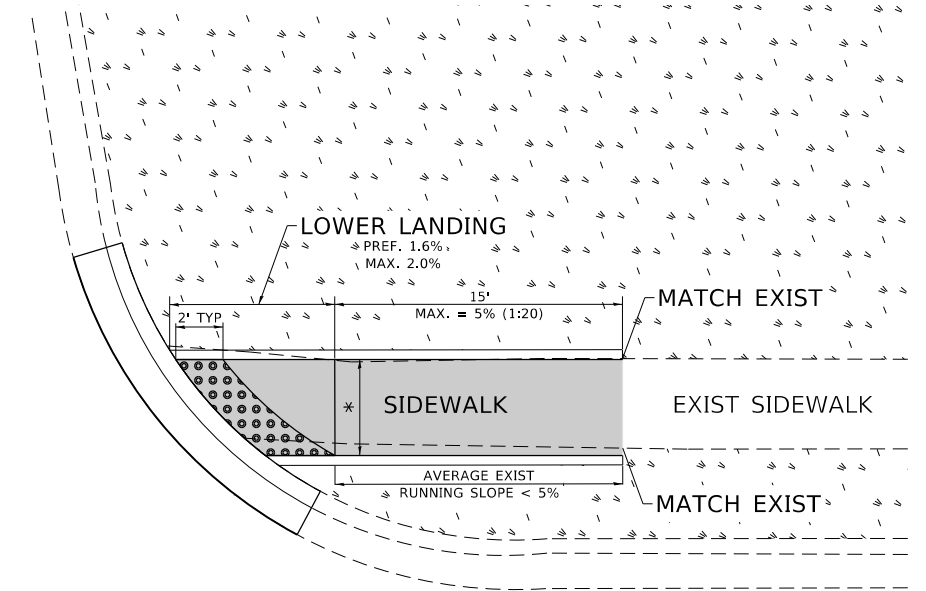 LOWER LANDING
PREF. 1.6%
MAX. 2.0%
15'
MAX. = 5% (1:20)
MATCH EXIST
2' TYP
*
SIDEWALK
EXIST SIDEWALK
AVERAGE EXIST
RUNNING SLOPE < 5%
MATCH EXIST